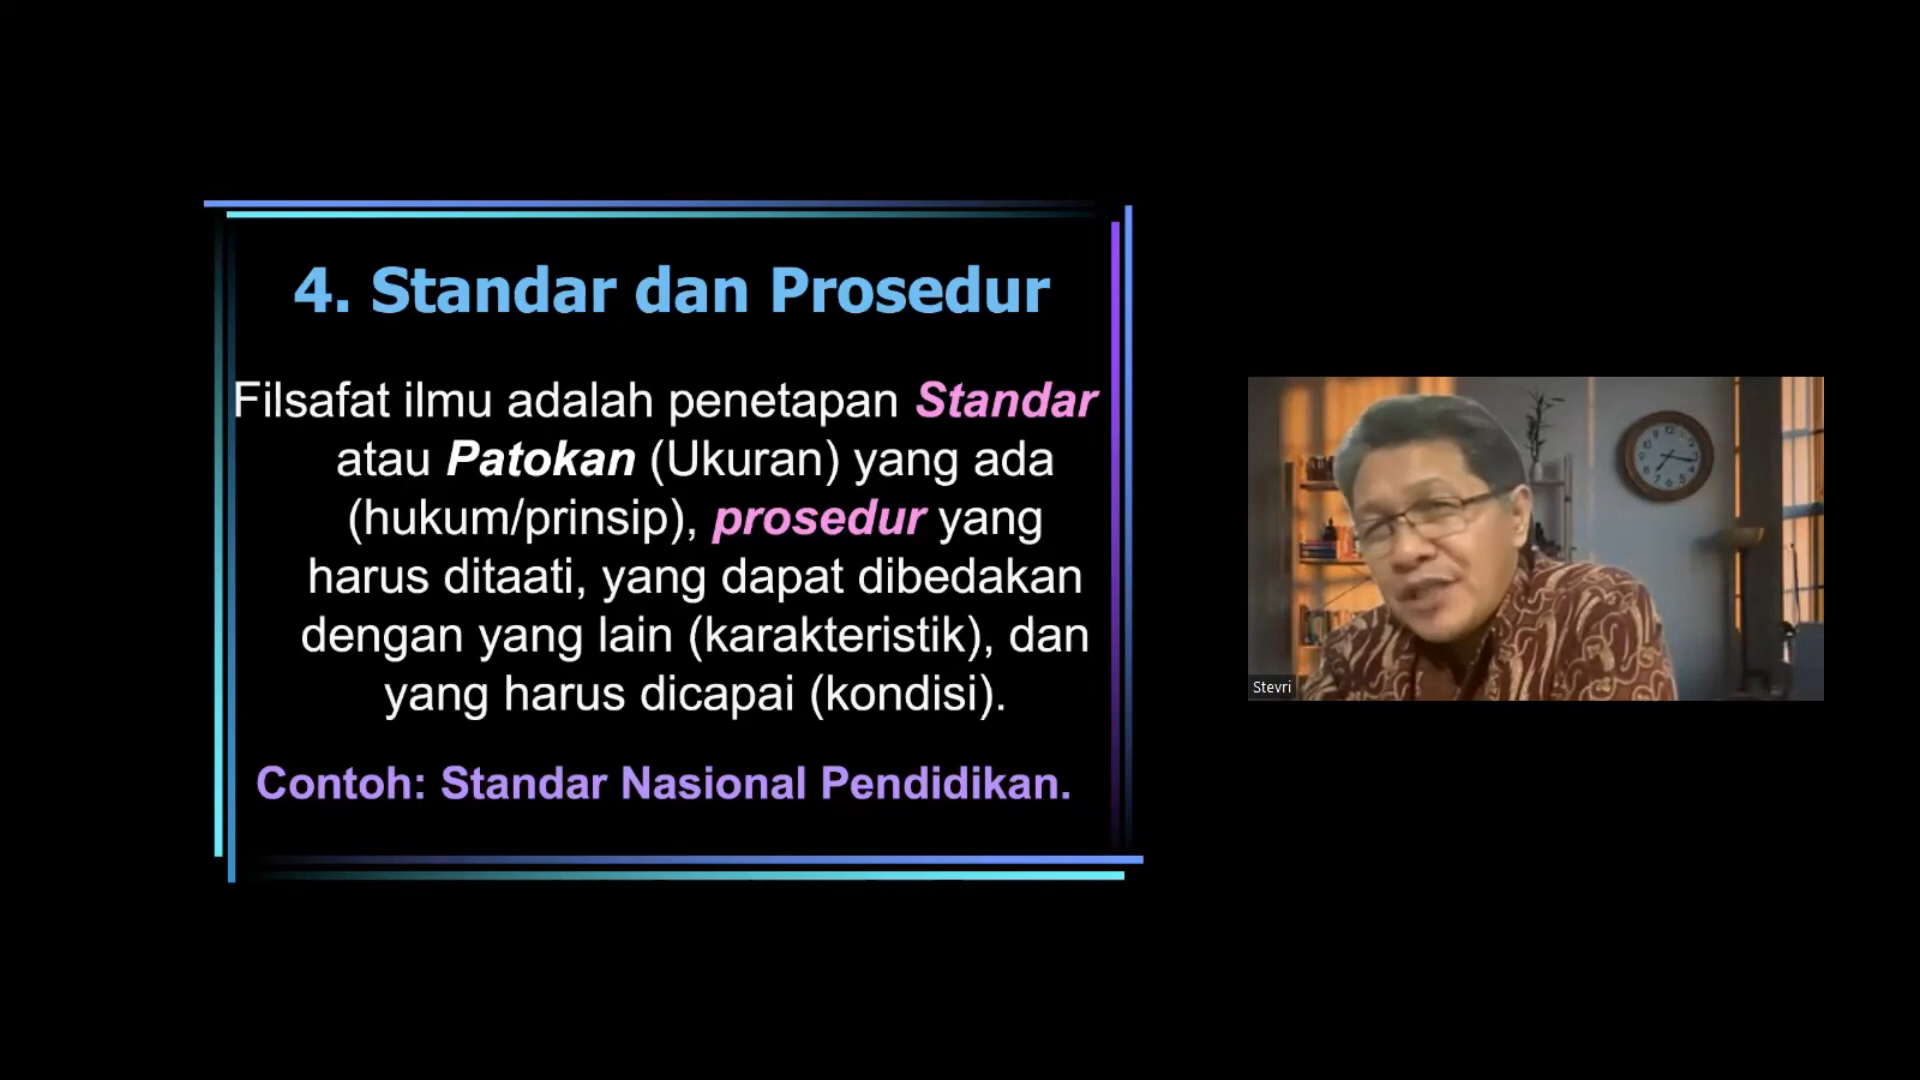 4. Standar dan Prosedur
Filsafat ilmu adalah penetapan Standar
atau Patokan (Ukuran) yang ada
(hukum/prinsip), prosedur yang
harus ditaati, yang dapat dibedakan
dengan yang lain (karakteristik), dan
yang harus dicapai (kondisi).
Contoh: Standar Nasional Pendidikan.
Stevri